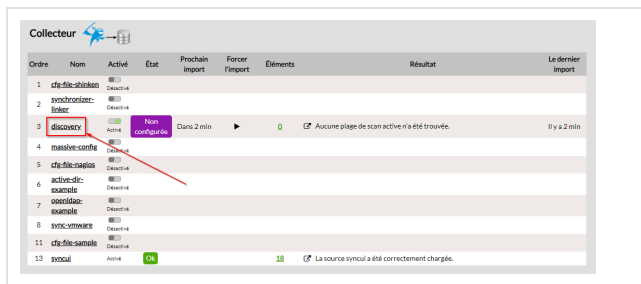 Collecteur
Ordre Nom Activé État Prochain import Forcer l'import Éléments Résultat Le dernier import
1 cfg-file-shinken Désactivé
2 synchronizer-linker Désactivé
3 discovery Activé Non configurée Dans 2 min 0 Aucune plage de scan active n'a été trouvée. Il y a 2 min
4 massive-config Désactivé
5 cfg-file-nagios Désactivé
6 active-dir-example Désactivé
7 openldap-example Désactivé
8 sync-vmware Désactivé
11 cfg-file-sample Désactivé
13 syncui Activé Ok 18 La source syncui a été correctement chargée.